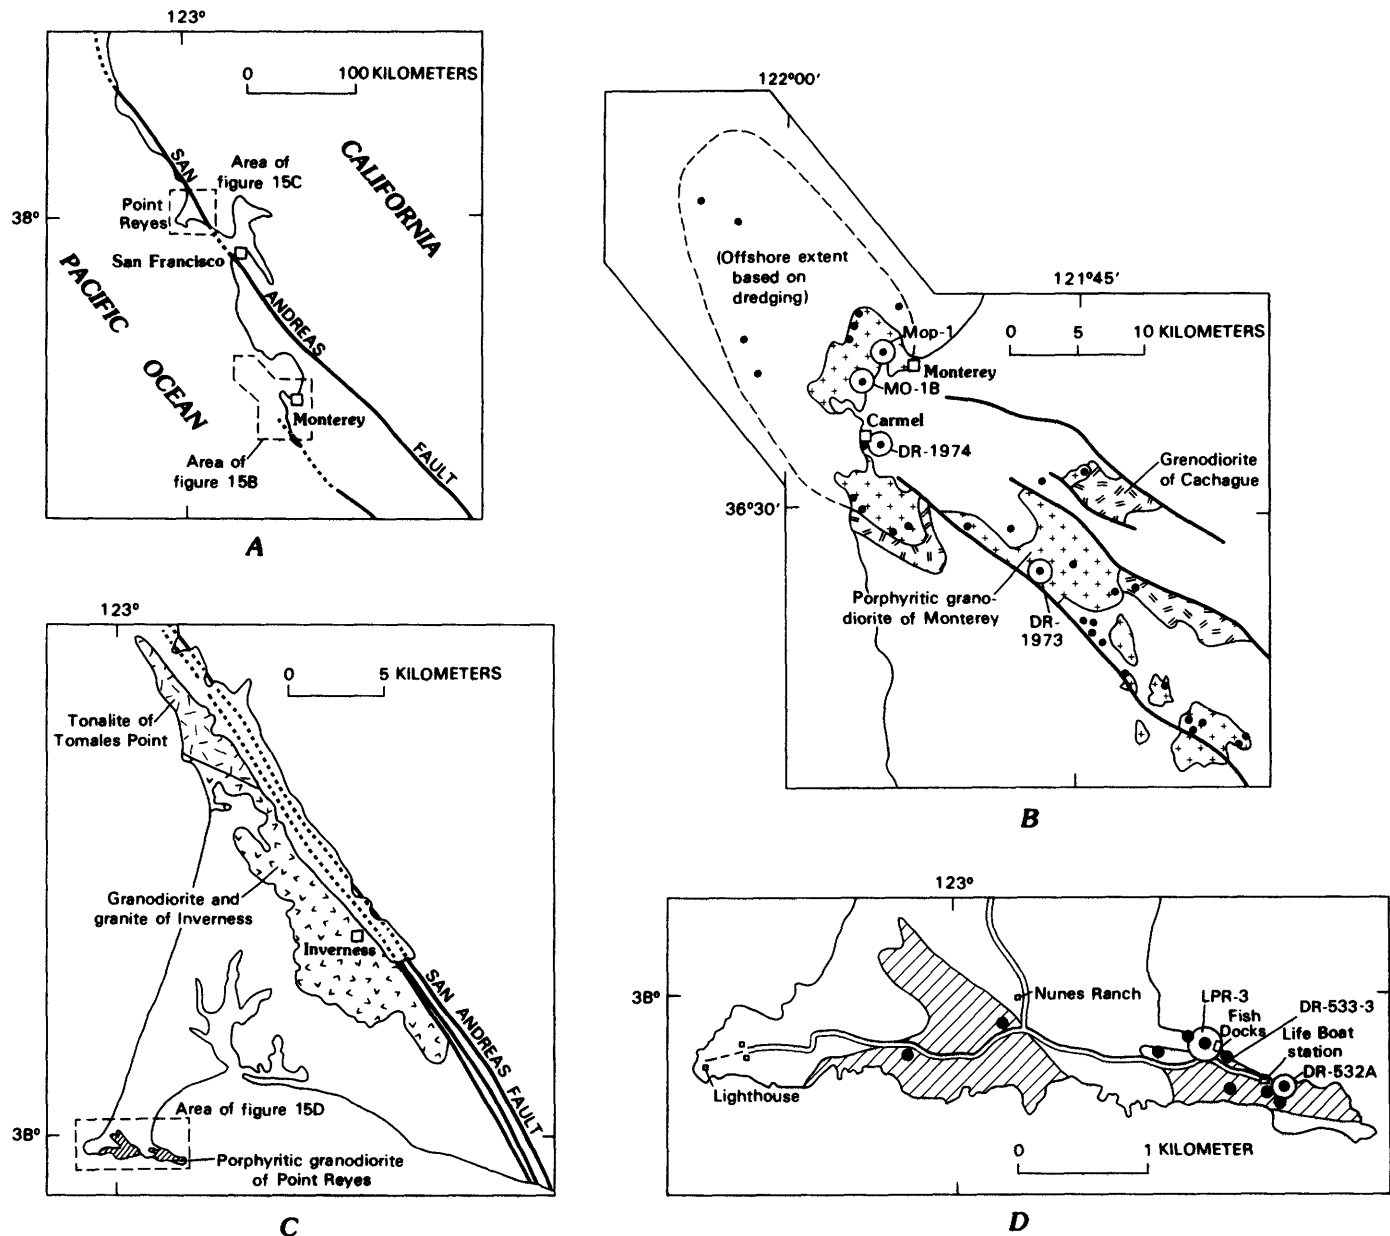 123°
0 100 KILOMETERS
SAN
Area of
figure 15C
CALIFORNIA
Point
Reyes
38°
San Francisco
PACIFIC
OCEAN
ANDREAS
FAULT
Monterey
Area of
figure 15B
A
122°00'
(Offshore extent
based on
dredging)
121°45'
0 5 10 KILOMETERS
Mop-1
Monterey
MO-1B
Carmel
DR-1974
Grenodiorite
of Cachague
36°30'
Porphyritic grano-
diorite of Monterey
DR-
1973
B
123°
0 5 KILOMETERS
Tonalite of
Tomales Point
Granodiorite and
granite of Inverness
Inverness
SAN ANDREAS FAULT
Area of figure 15D
38°
Porphyritic granodiorite
of Point Reyes
C
123°
38°
Nunes Ranch
LPR-3
Fish
Docks
DR-533-3
Life Boat
station
DR-532A
Lighthouse
0 1 KILOMETER
D